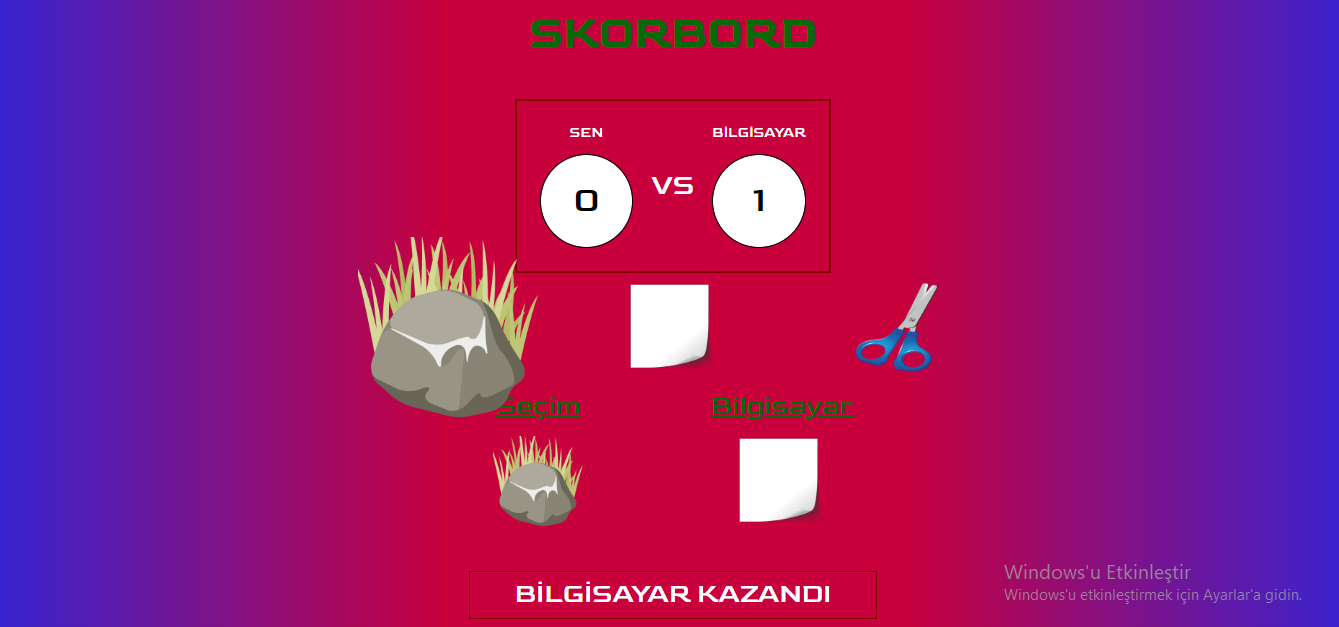 SKORBORD
SEN
BİLGİSAYAR
0
VS
1
Seçim
Bilgisayar
BİLGİSAYAR KAZANDI
Windows'u Etkinleştir
Windows'u etkinleştirmek için Ayarlar'a gidin.